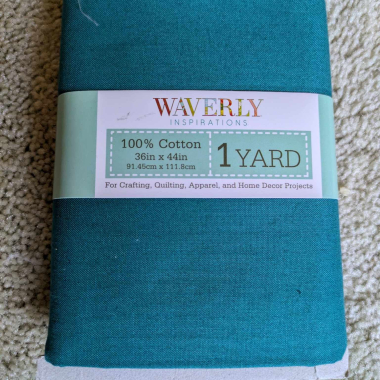 WAVERLY
INSPIRATIONS
100% Cotton
36in x 44in
91.45cm x 111.8cm
1 YARD
For Crafting, Quilting, Apparel, and Home Decor Projects